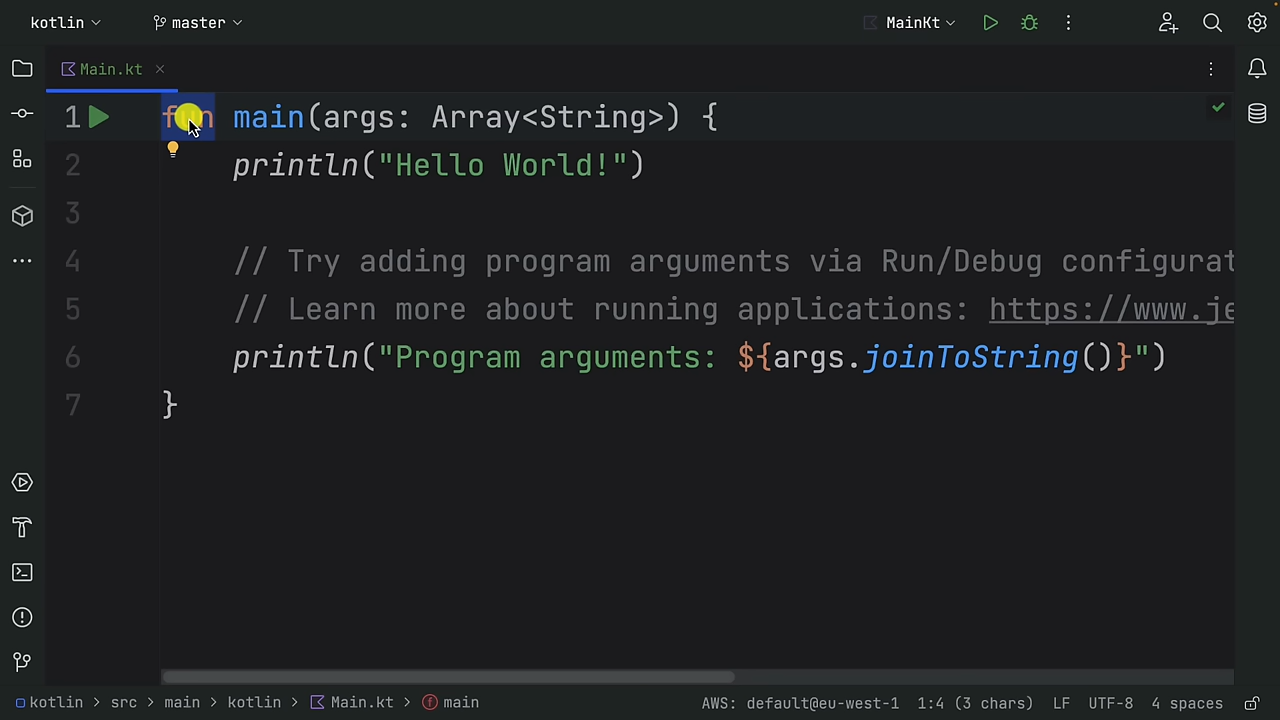 kotlin master MainKt
Main.kt
1 fun main(args: Array<String>) {
2 println("Hello World!")
3
4 // Try adding program arguments via Run/Debug configurat
5 // Learn more about running applications: https://www.je
6 println("Program arguments: ${args.joinToString()}")
7 }
kotlin > src > main > kotlin > Main.kt > main AWS: default@eu-west-1 1:4 (3 chars) LF UTF-8 4 spaces